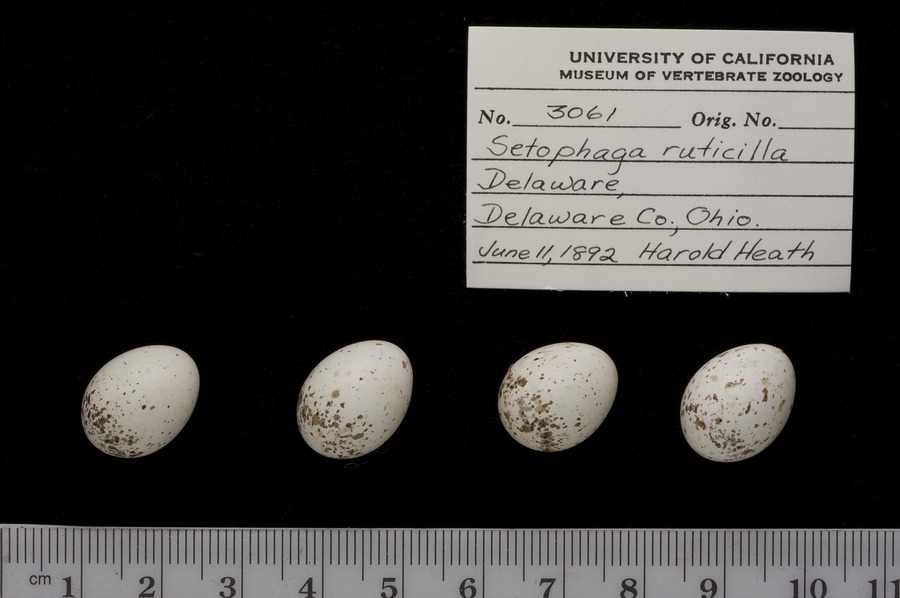 UNIVERSITY OF CALIFORNIA
MUSEUM OF VERTEBRATE ZOOLOGY
No. 3061 Orig. No.
Setophaga ruticilla
Delaware,
Delaware Co., Ohio.
June 11, 1892 Harold Heath
cm 1 2 3 4 5 6 7 8 9 10 11